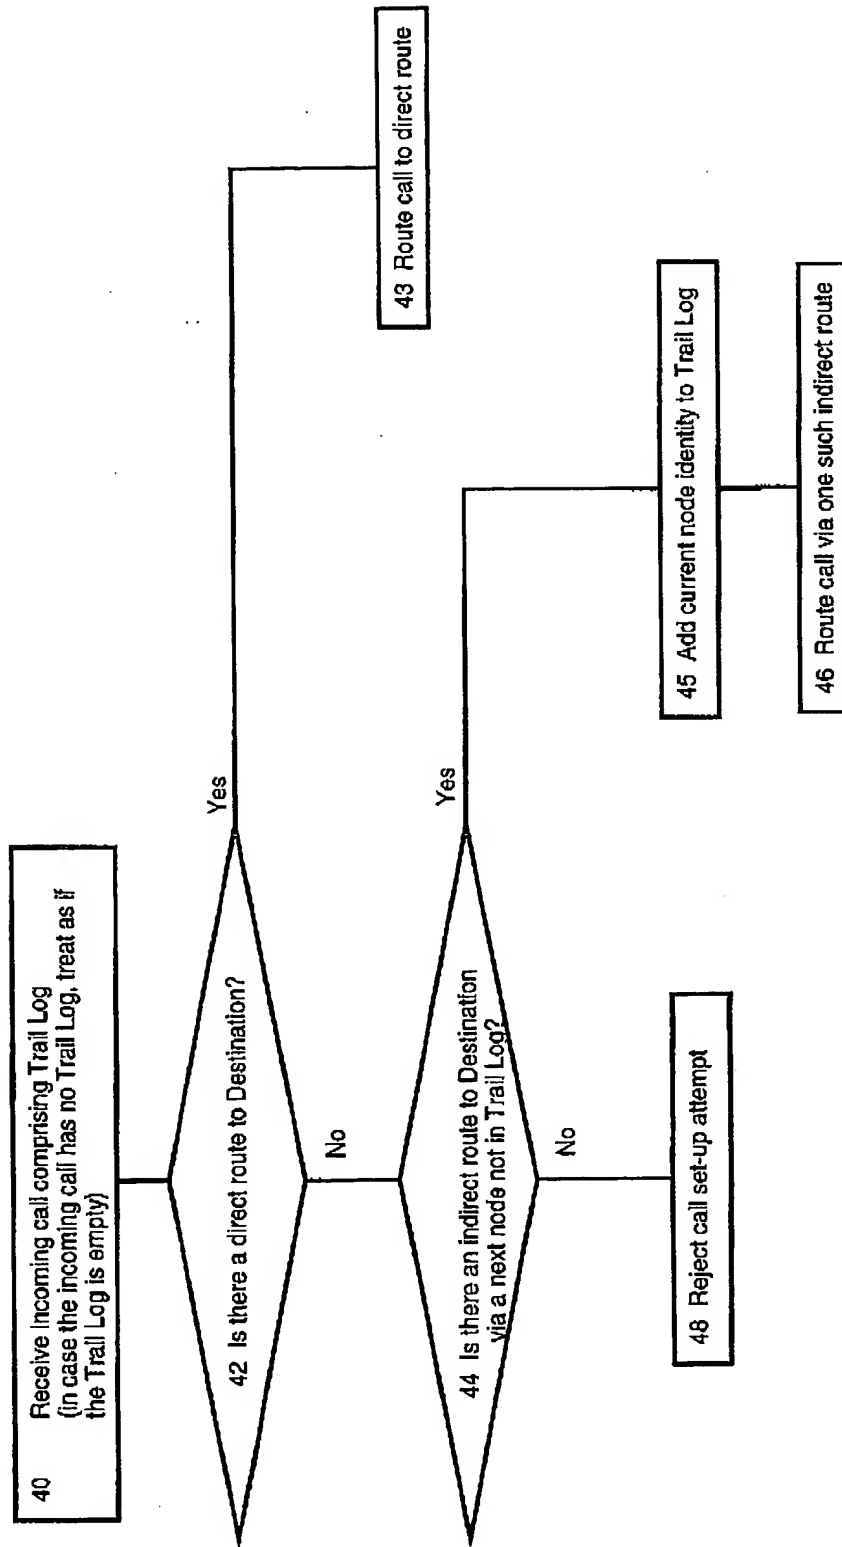 40 Receive incoming call comprising Trail Log
(in case the incoming call has no Trail Log, treat as if
the Trail Log is empty)
42 Is there a direct route to Destination?
Yes
No
43 Route call to direct route
44 Is there an indirect route to Destination
via a next node not in Trail Log?
Yes
No
45 Add current node identity to Trail Log
46 Route call via one such indirect route
48 Reject call set-up attempt